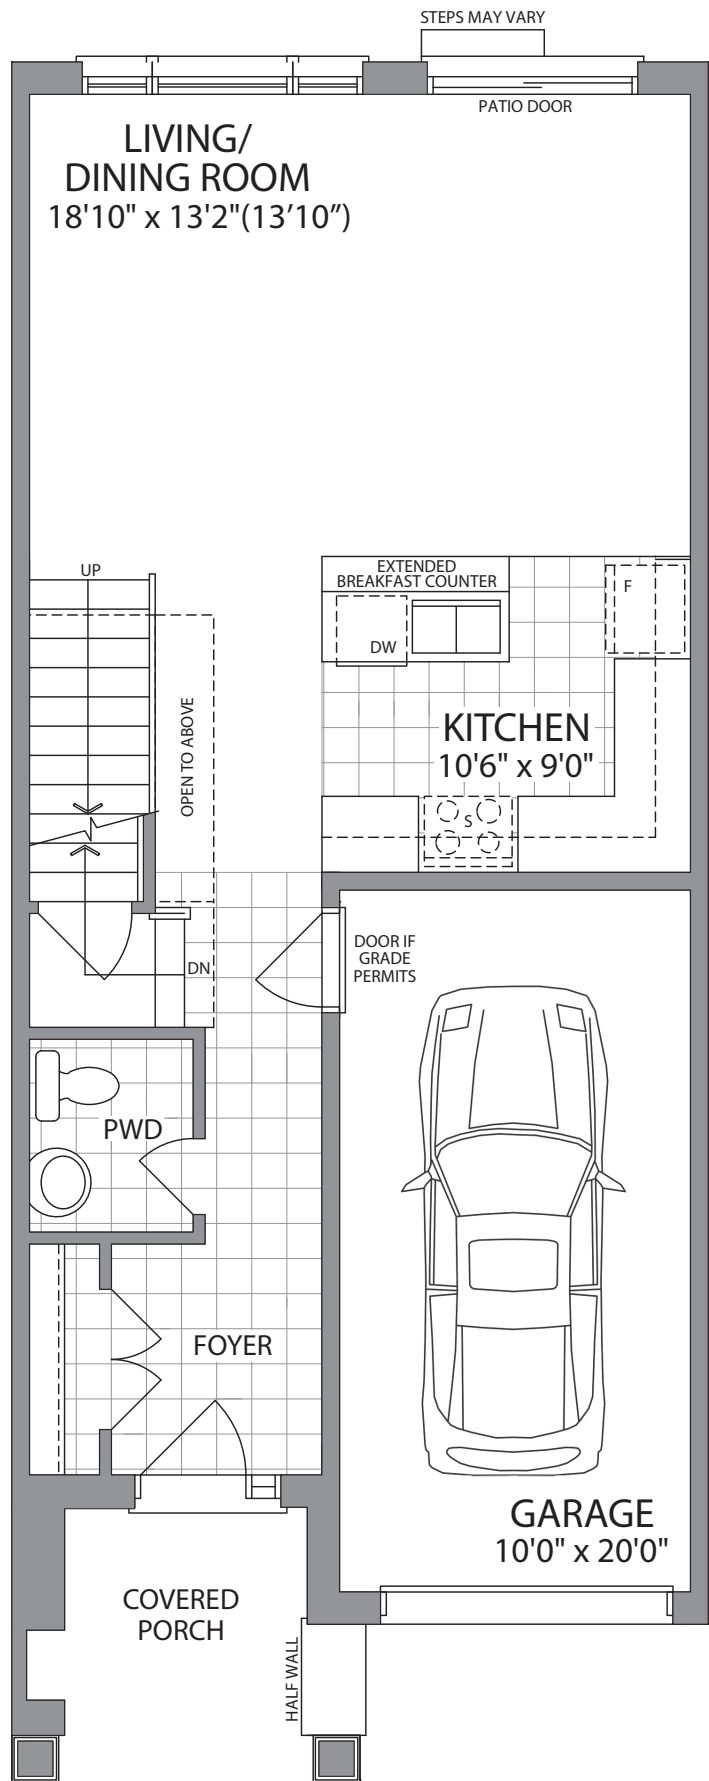 STEPS MAY VARY
PATIO DOOR
LIVING/
DINING ROOM
18'10" x 13'2"(13'10")
UP
EXTENDED
BREAKFAST COUNTER
F
DW
OPEN TO ABOVE
KITCHEN
10'6" x 9'0"
S
DOOR IF
GRADE
PERMITS
DN
PWD
FOYER
GARAGE
10'0" x 20'0"
COVERED
PORCH
HALF WALL